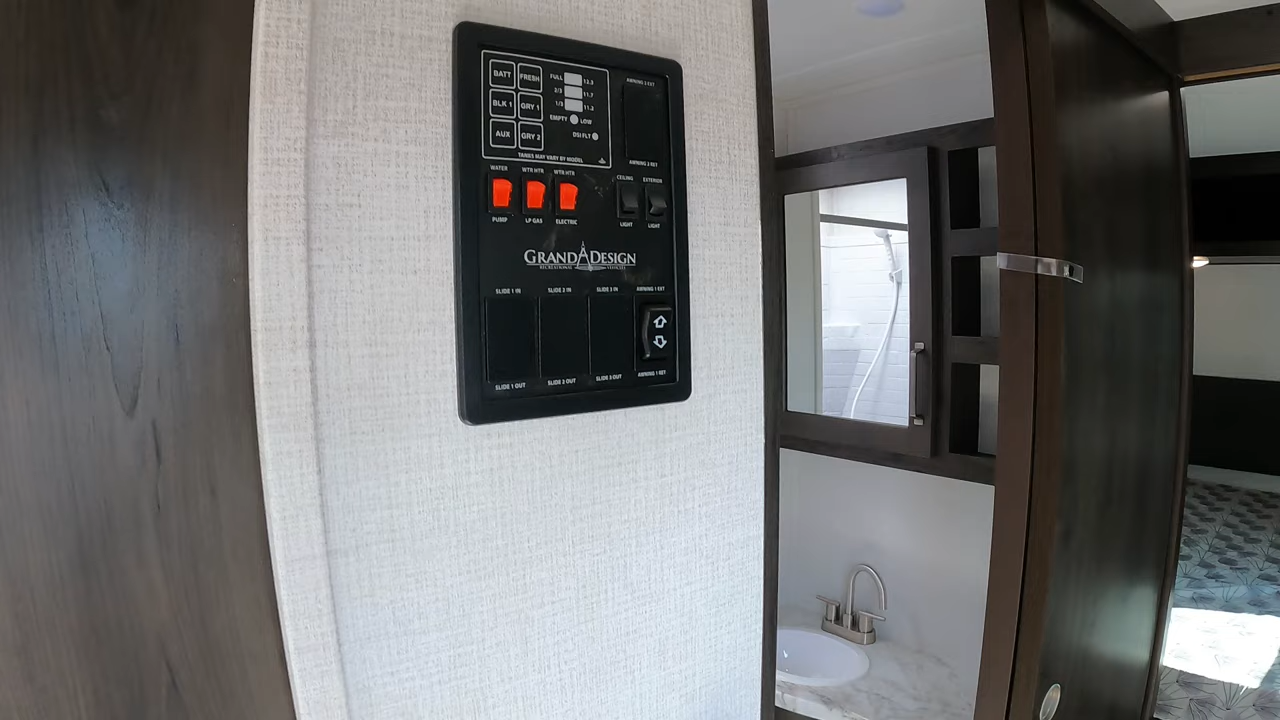 BATT FRESH FULL 12.3
2/3 11.7
BLK 1 GRY 1 1/3 11.2
EMPTY LOW
AUX GRY 2 DSI FLT
TANKS MAY VARY BY MODEL
AWNING 2 EXT
AWNING 2 RET
WATER WTR HTR WTR HTR CEILING EXTERIOR
PUMP LP GAS ELECTRIC LIGHT LIGHT
GRAND DESIGN
RECREATIONAL VEHICLES
SLIDE 1 IN SLIDE 2 IN SLIDE 3 IN AWNING 1 EXT
SLIDE 1 OUT SLIDE 2 OUT SLIDE 3 OUT AWNING 1 RET